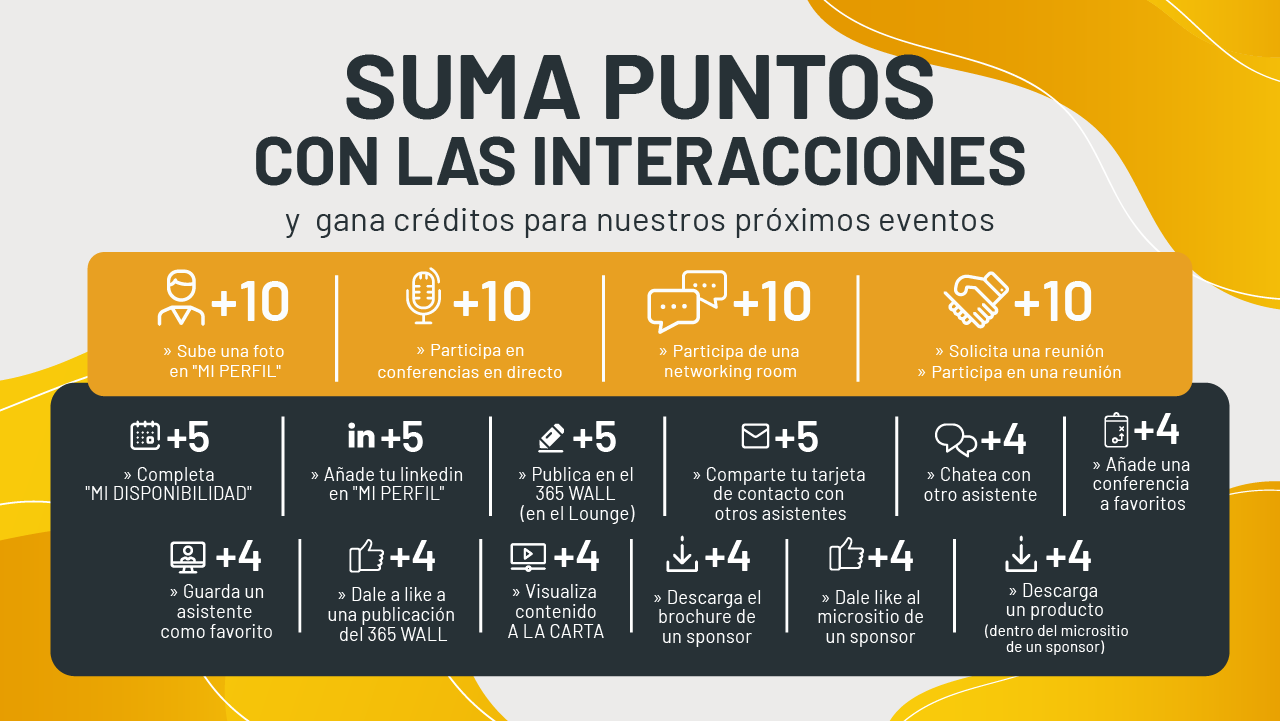 SUMA PUNTOS
CON LAS INTERACCIONES
y gana créditos para nuestros próximos eventos
+10
» Sube una foto
en "MI PERFIL"
+10
» Participa en
conferencias en directo
+10
» Participa de una
networking room
+10
» Solicita una reunión
» Participa en una reunión
+5
» Completa
"MI DISPONIBILIDAD"
in +5
» Añade tu linkedin
en "MI PERFIL"
+5
» Publica en el
365 WALL
(en el Lounge)
+5
» Comparte tu tarjeta
de contacto con
otros asistentes
+4
» Chatea con
otro asistente
+4
» Añade una
conferencia
a favoritos
+4
» Guarda un
asistente
como favorito
+4
» Dale a like a
una publicación
del 365 WALL
+4
» Visualiza
contenido
A LA CARTA
+4
» Descarga el
brochure de
un sponsor
+4
» Dale like al
micrositio de
un sponsor
+4
» Descarga
un producto
(dentro del micrositio
de un sponsor)